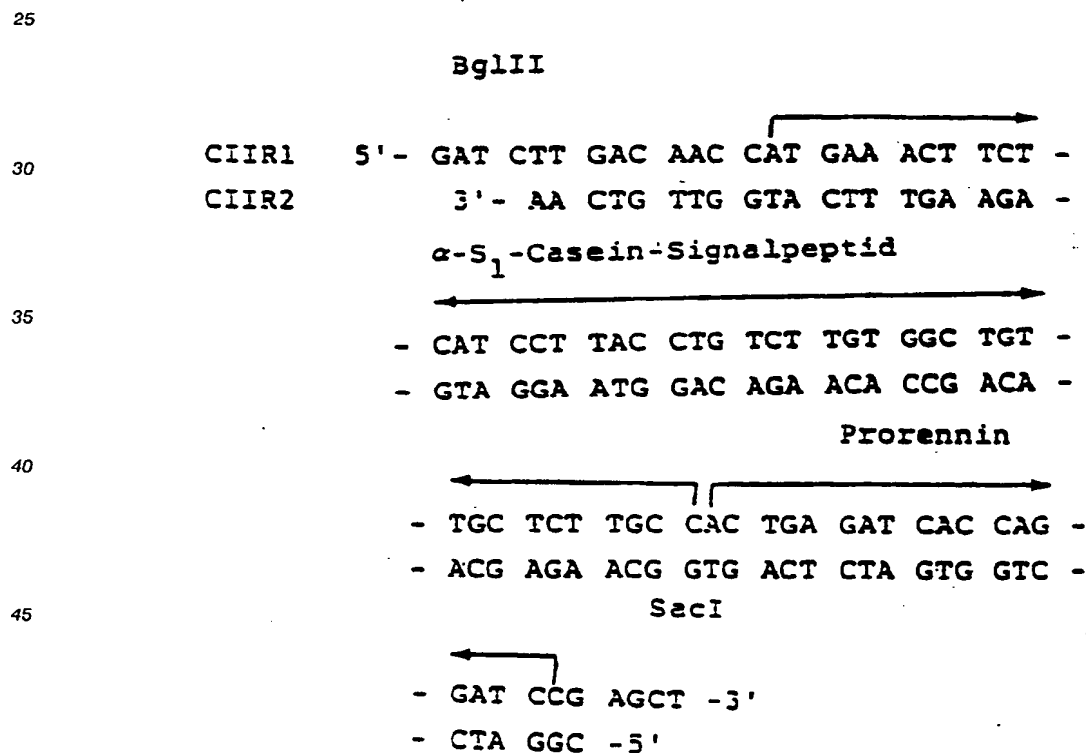 25
BglII
CIIR1 5'- GAT CTT GAC AAC CAT GAA ACT TCT -
30
CIIR2 3'- AA CTG TTG GTA CTT TGA AGA -
α-S1-Casein-Signalpeptid
35
- CAT CCT TAC CTG TCT TGT GGC TGT -
- GTA GGA ATG GAC AGA ACA CCG ACA -
Prorennin
40
- TGC TCT TGC CAC TGA GAT CAC CAG -
- ACG AGA ACG GTG ACT CTA GTG GTC -
45
SacI
- GAT CCG AGCT -3'
- CTA GGC -5'